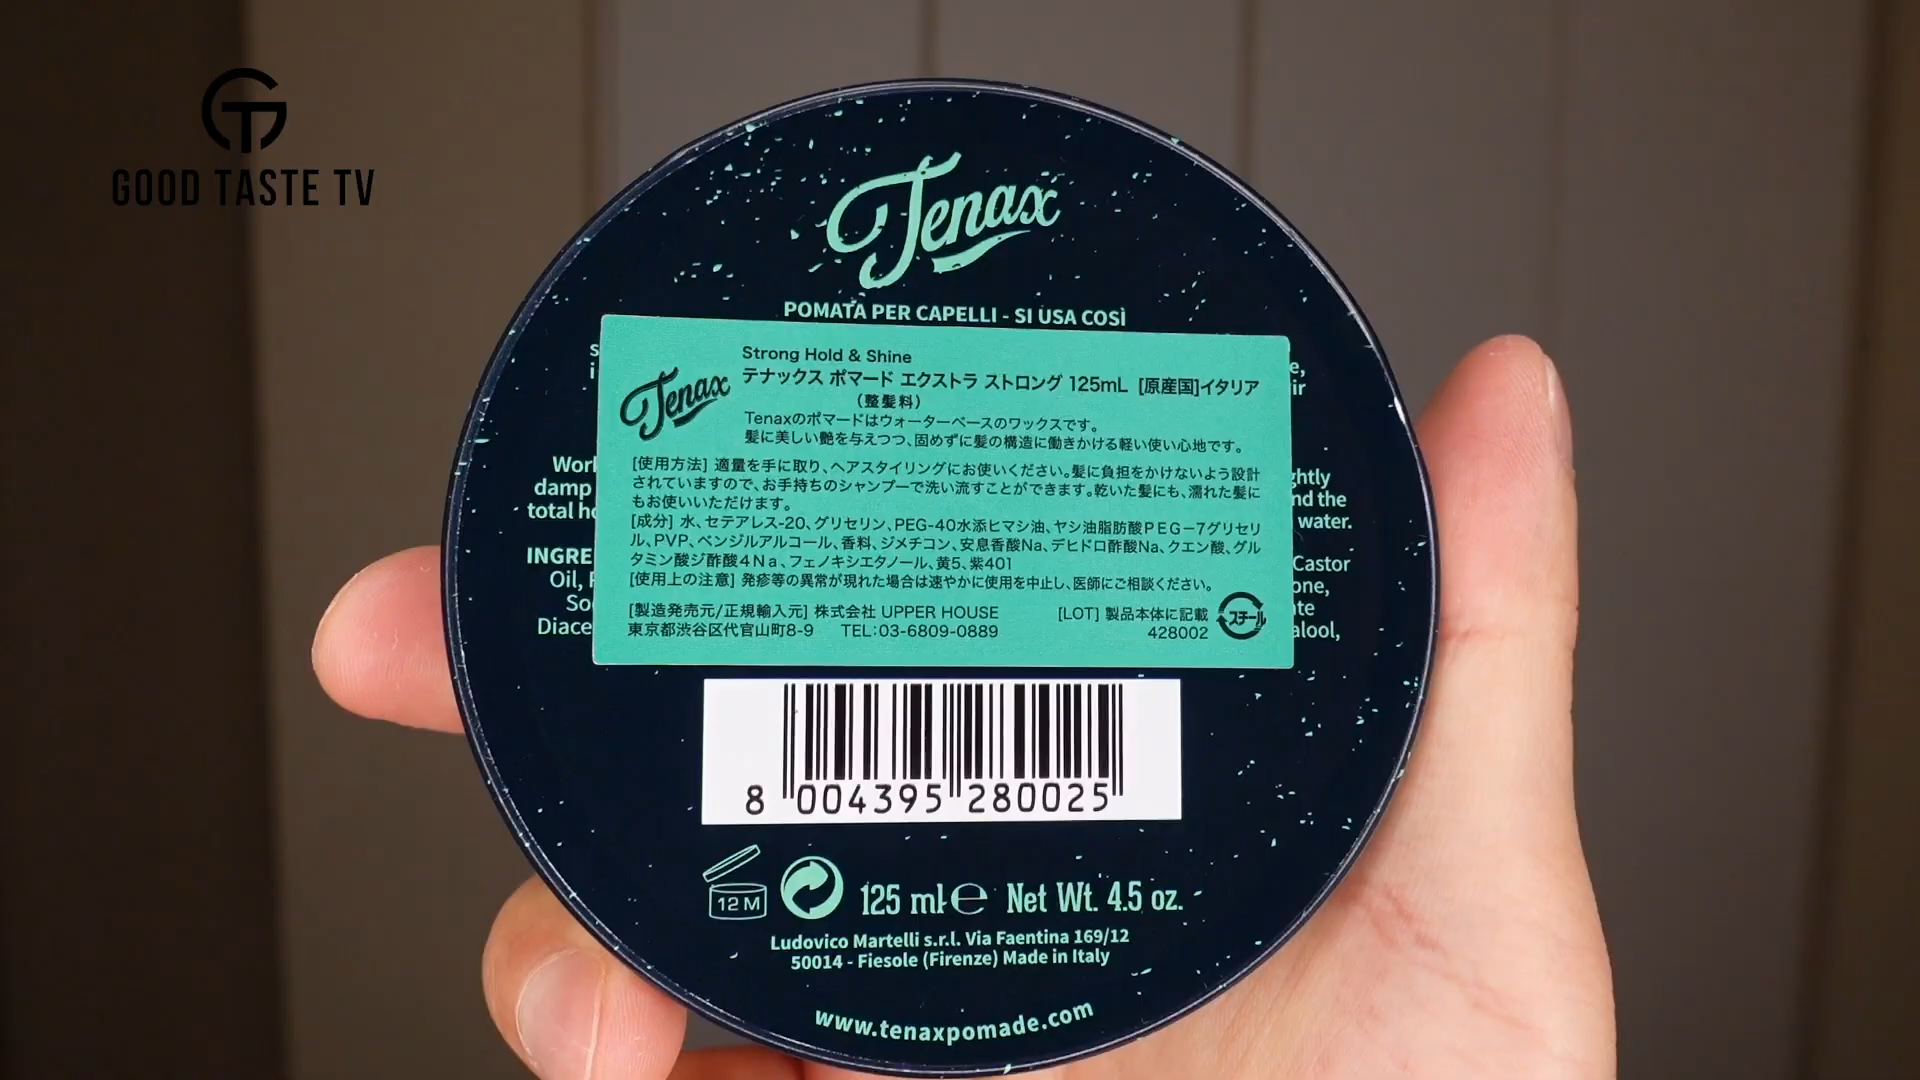 GOOD TASTE TV
Tenax
POMATA PER CAPELLI - SI USA COSÌ
Tenax
Strong Hold & Shine
テナックス ポマード エクストラ ストロング 125mL [原産国]イタリア
(整髪料)
Tenaxのポマードはウォーターベースのワックスです。
髪に美しい艶を与えつつ、固めずに髪の構造に働きかける軽い使い心地です。
[使用方法] 適量を手に取り、ヘアスタイリングにお使いください。髪に負担をかけないよう設計
されていますので、お手持ちのシャンプーで洗い流すことができます。乾いた髪にも、濡れた髪に
もお使いいただけます。
[成分] 水、セテアレス-20、グリセリン、PEG-40水添ヒマシ油、ヤシ油脂肪酸PEG-7グリセリ
ル、PVP、ベンジルアルコール、香料、ジメチコン、安息香酸Na、デヒドロ酢酸Na、クエン酸、グル
タミン酸ジ酢酸4Na、フェノキシエタノール、黄5、紫401
[使用上の注意] 発疹等の異常が現れた場合は速やかに使用を中止し、医師にご相談ください。
[製造発売元/正規輸入元] 株式会社 UPPER HOUSE [LOT] 製品本体に記載
東京都渋谷区代官山町8-9 TEL:03-6809-0889 428002
スチール
damp
total
nd the
water.
Oil,
Castor
8 004395 280025
12 M
125 ml e Net Wt. 4.5 oz.
Ludovico Martelli s.r.l. Via Faentina 169/12
50014 - Fiesole (Firenze) Made in Italy
www.tenaxpomade.com